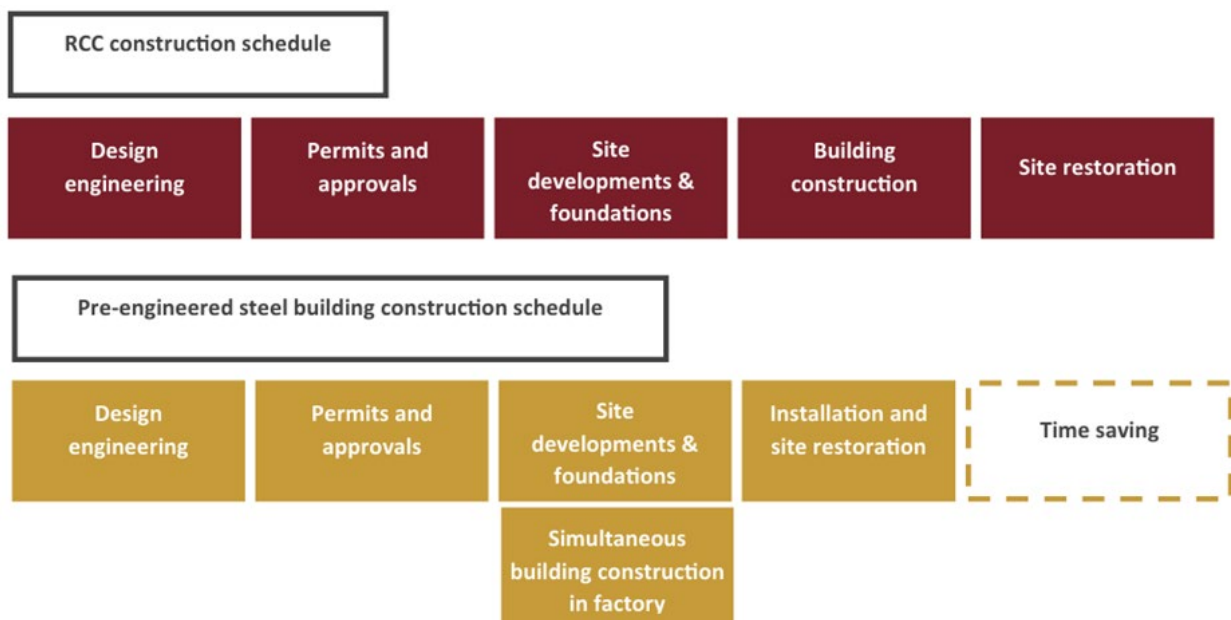 RCC construction schedule
Design
engineering
Permits and
approvals
Site
developments &
foundations
Building
construction
Site restoration
Pre-engineered steel building construction schedule
Design
engineering
Permits and
approvals
Site
developments &
foundations
Installation and
site restoration
Time saving
Simultaneous
building construction
in factory